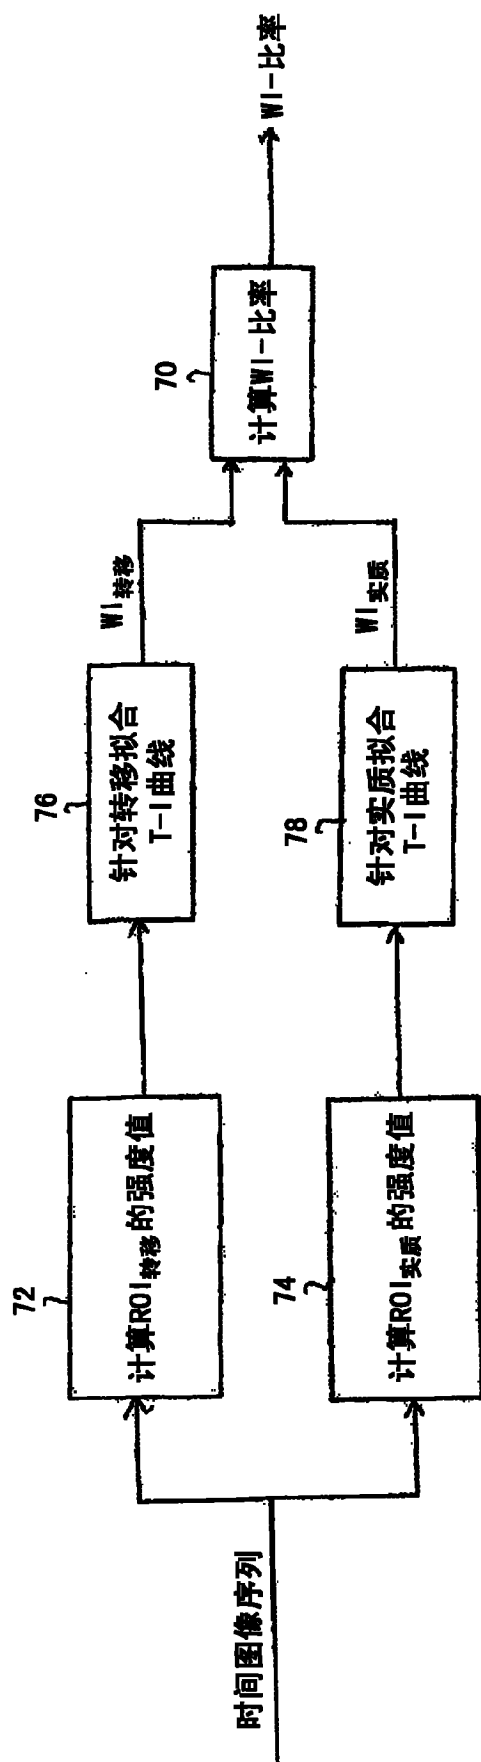 时间图像序列
72
计算ROI转移的强度值
76
针对转移拟合
T-I曲线
WI转移
74
计算ROI实质的强度值
78
针对实质拟合
T-I曲线
WI实质
70
计算WI-比率
WI-比率